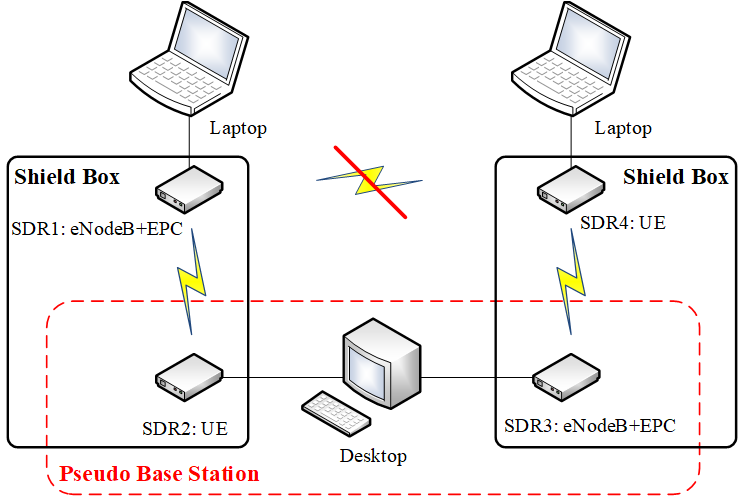 Laptop
Laptop
Shield Box
Shield Box
SDR1: eNodeB+EPC
SDR4: UE
SDR2: UE
SDR3: eNodeB+EPC
Desktop
Pseudo Base Station